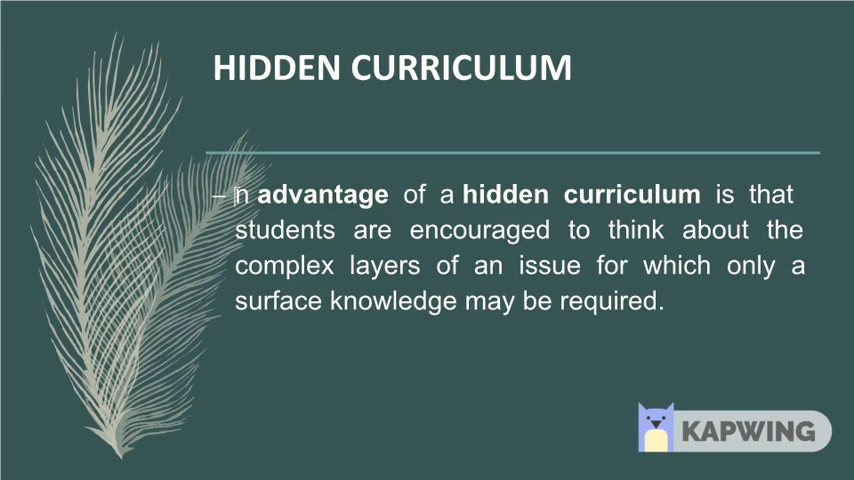 HIDDEN CURRICULUM
– n advantage of a hidden curriculum is that
students are encouraged to think about the
complex layers of an issue for which only a
surface knowledge may be required.
KAPWING